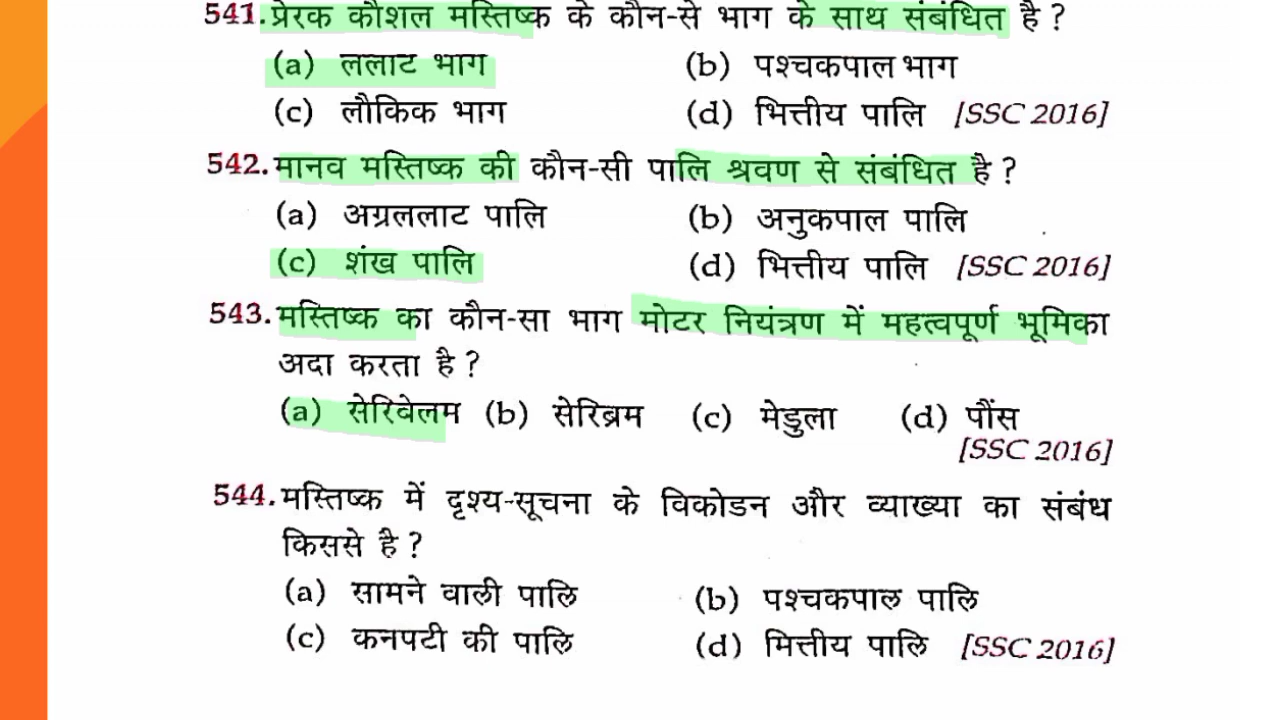 541. प्रेरक कौशल मस्तिष्क के कौन-से भाग के साथ संबंधित है ?
(a) ललाट भाग (b) पश्चकपाल भाग
(c) लौकिक भाग (d) भित्तीय पालि [SSC 2016]
542. मानव मस्तिष्क की कौन-सी पालि श्रवण से संबंधित है ?
(a) अग्रललाट पालि (b) अनुकपाल पालि
(c) शंख पालि (d) भित्तीय पालि [SSC 2016]
543. मस्तिष्क का कौन-सा भाग मोटर नियंत्रण में महत्वपूर्ण भूमिका
अदा करता है ?
(a) सेरिवेलम (b) सेरिब्रम (c) मेडुला (d) पौंस
[SSC 2016]
544. मस्तिष्क में दृश्य-सूचना के विकोडन और व्याख्या का संबंध
किससे है ?
(a) सामने वाली पालि (b) पश्चकपाल पालि
(c) कनपटी की पालि (d) मित्तीय पालि [SSC 2016]